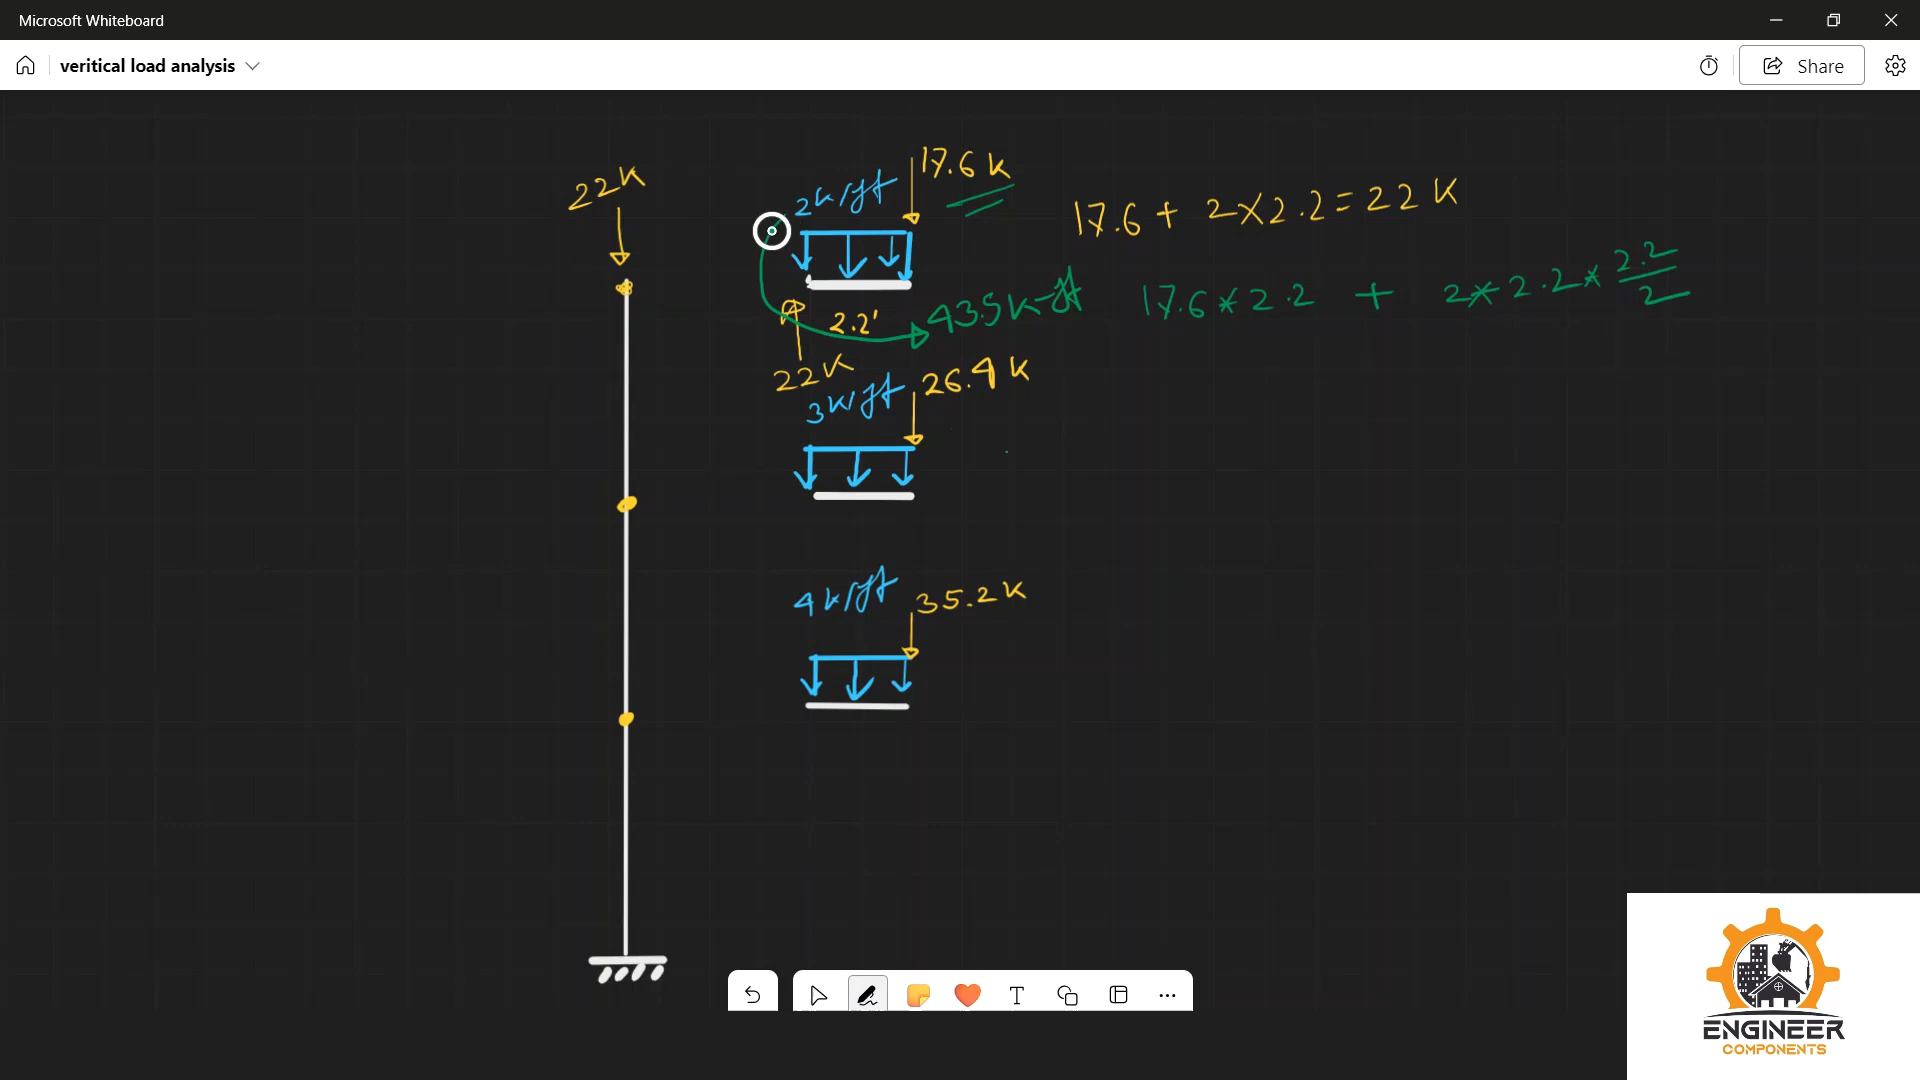 Microsoft Whiteboard
veritical load analysis
Share
22K
2K/ft
17.6 K
17.6 + 2×2.2=22 K
43.5 K-ft
17.6*2.2 + 2*2.2*2.2/2
2.2'
22K
3K/ft
26.4 K
4K/ft
35.2K
ENGINEER
COMPONENTS